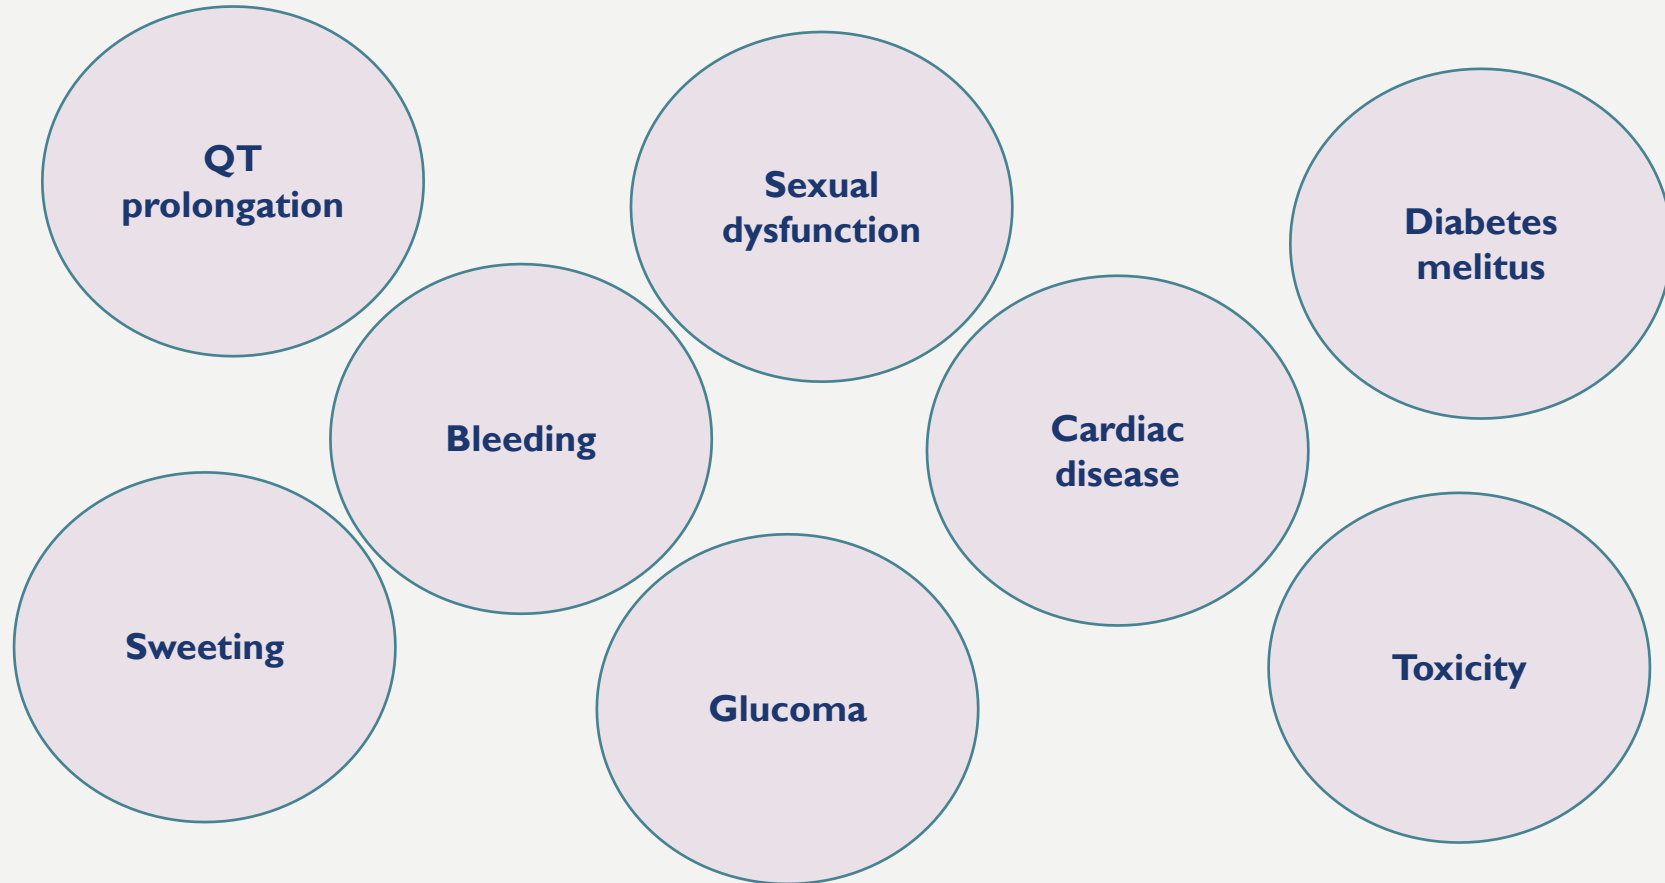 QT
prolongation
Sexual
dysfunction
Diabetes
melitus
Bleeding
Cardiac
disease
Sweeting
Glucoma
Toxicity